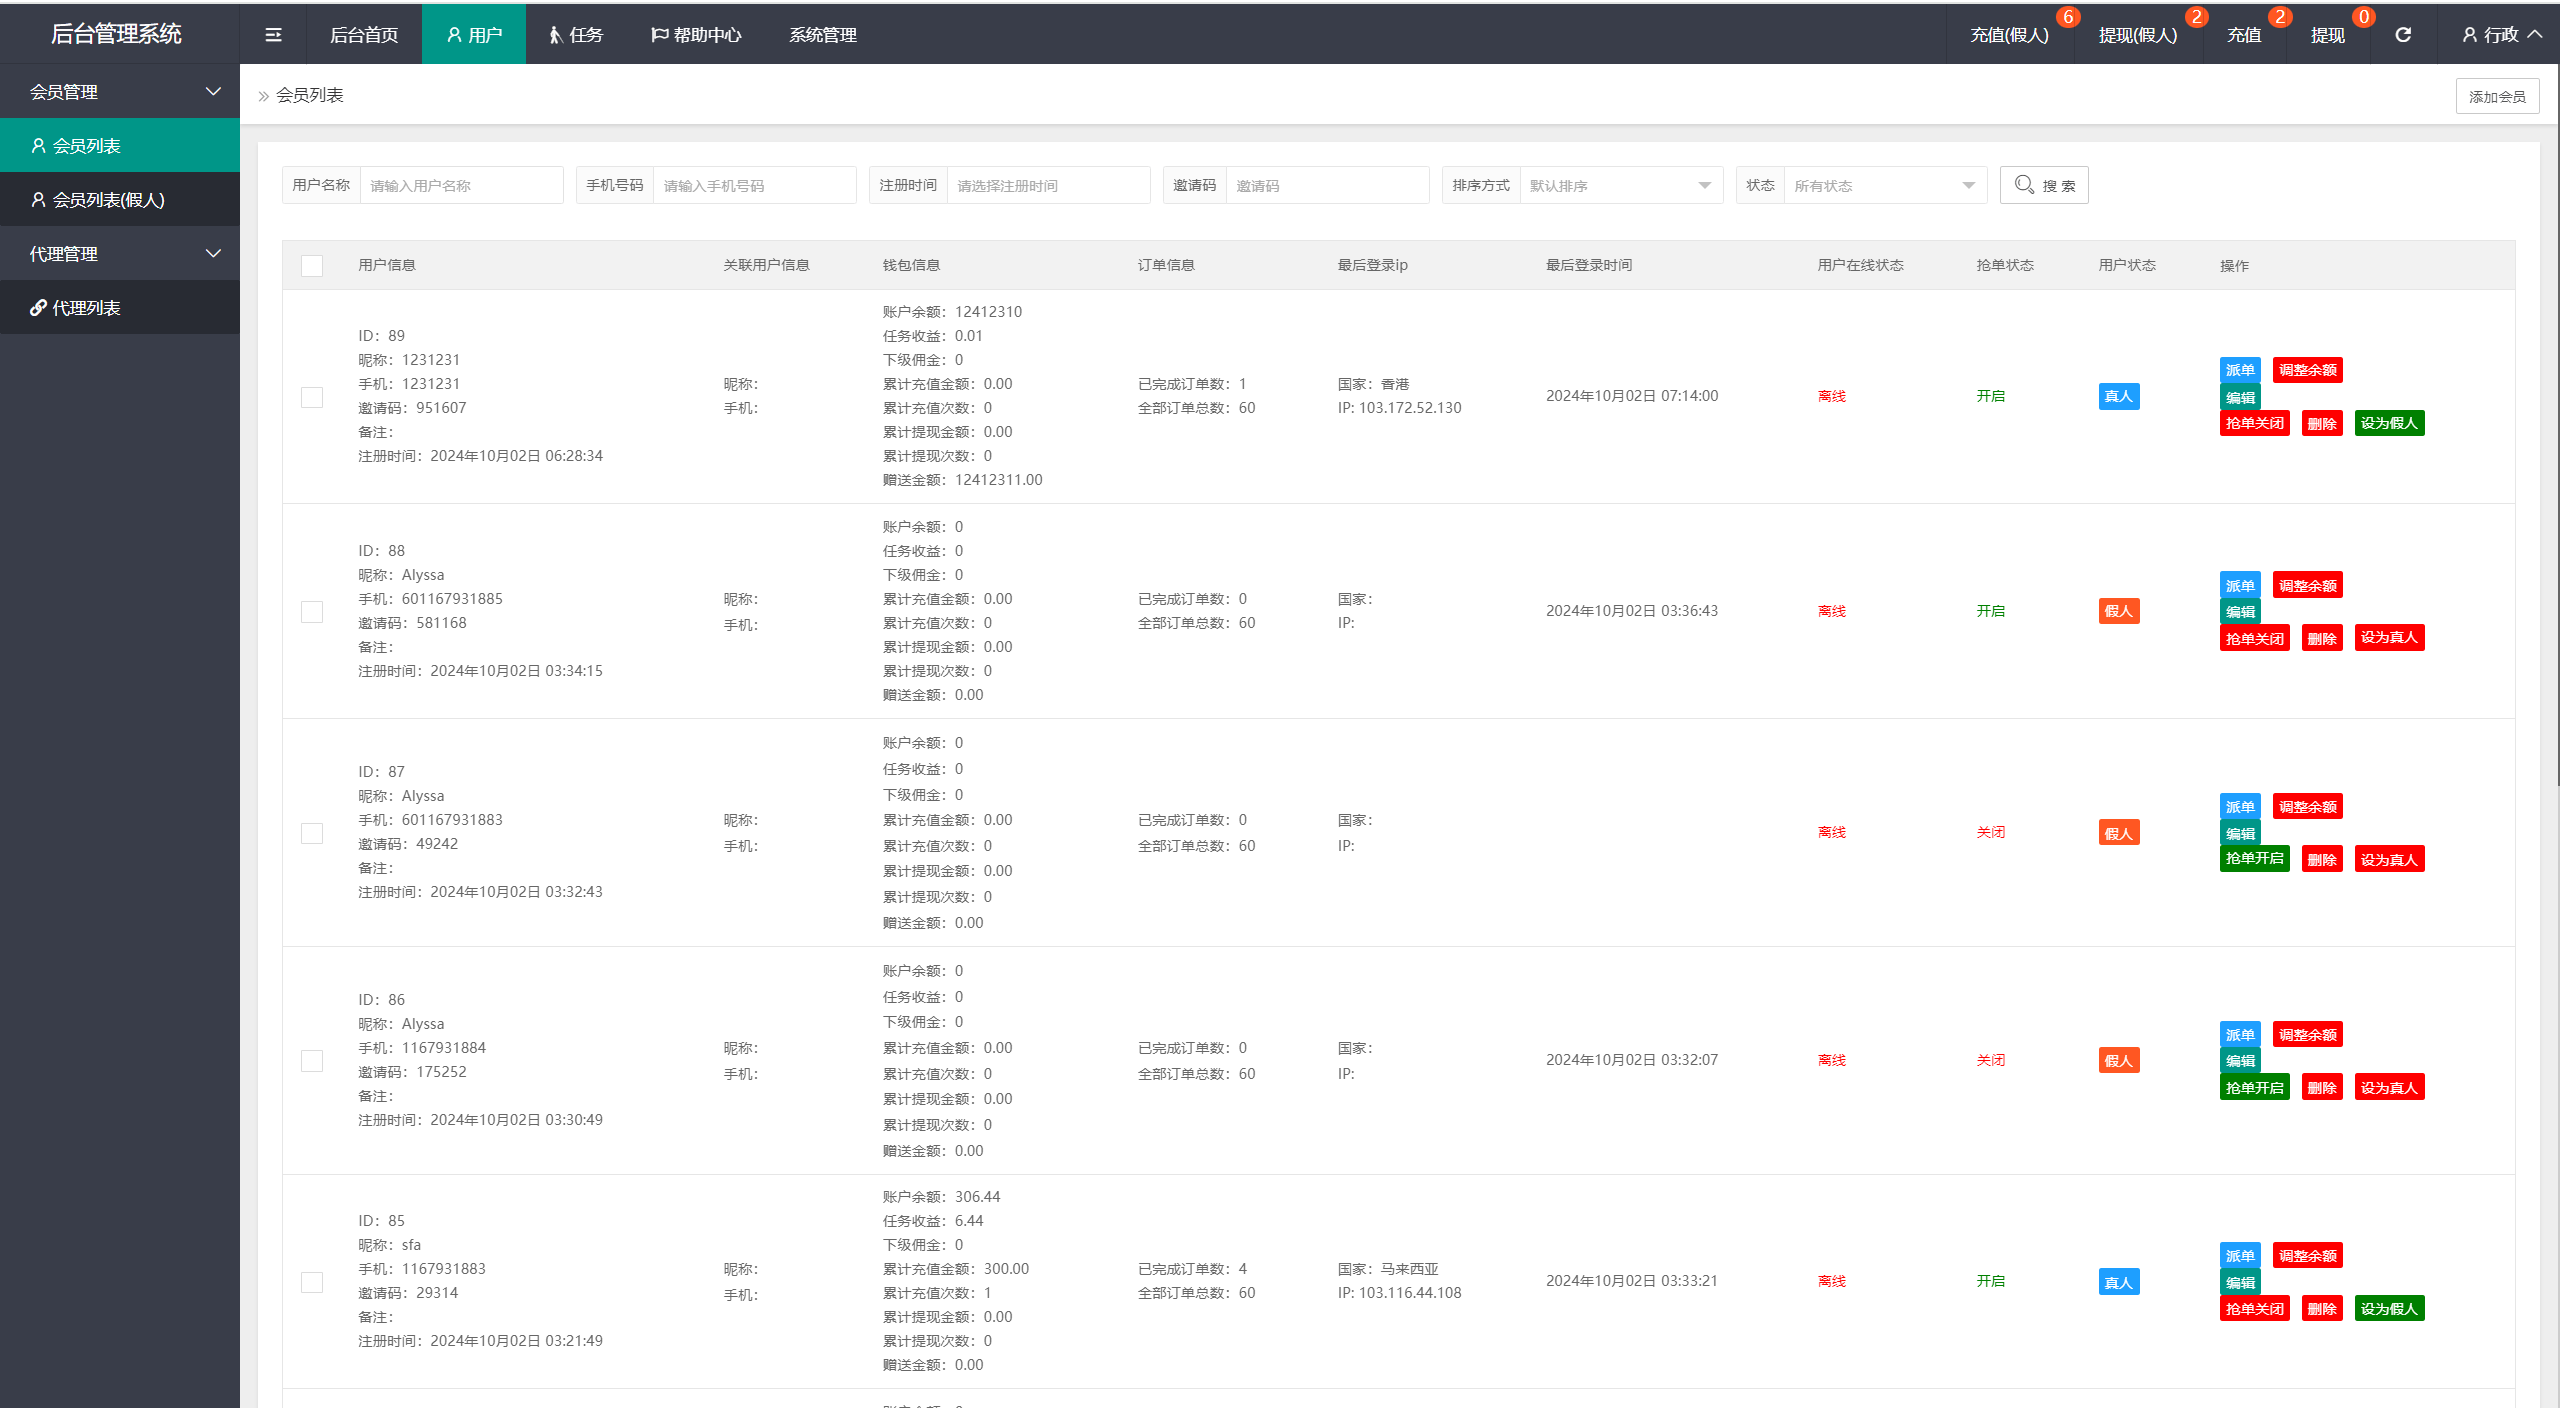 后台管理系统
后台首页
用户
任务
帮助中心
系统管理
充值(假人) 6
提现(假人) 2
充值 2
提现 0
行政
会员管理
会员列表
会员列表(假人)
代理管理
代理列表
» 会员列表
添加会员
用户名称 请输入用户名称
手机号码 请输入手机号码
注册时间 请选择注册时间
邀请码 邀请码
排序方式 默认排序
状态 所有状态
搜 索
用户信息 关联用户信息 钱包信息 订单信息 最后登录ip 最后登录时间 用户在线状态 抢单状态 用户状态 操作
ID：89
昵称：1231231
手机：1231231
邀请码：951607
备注：
注册时间：2024年10月02日 06:28:34
昵称：
手机：
账户余额：12412310
任务收益：0.01
下级佣金：0
累计充值金额：0.00
累计充值次数：0
累计提现金额：0.00
累计提现次数：0
赠送金额：12412311.00
已完成订单数：1
全部订单总数：60
国家：香港
IP: 103.172.52.130
2024年10月02日 07:14:00
离线
开启
真人
派单 调整余额
编辑
抢单关闭 删除 设为假人
ID：88
昵称：Alyssa
手机：601167931885
邀请码：581168
备注：
注册时间：2024年10月02日 03:34:15
昵称：
手机：
账户余额：0
任务收益：0
下级佣金：0
累计充值金额：0.00
累计充值次数：0
累计提现金额：0.00
累计提现次数：0
赠送金额：0.00
已完成订单数：0
全部订单总数：60
国家：
IP:
2024年10月02日 03:36:43
离线
开启
假人
派单 调整余额
编辑
抢单关闭 删除 设为真人
ID：87
昵称：Alyssa
手机：601167931883
邀请码：49242
备注：
注册时间：2024年10月02日 03:32:43
昵称：
手机：
账户余额：0
任务收益：0
下级佣金：0
累计充值金额：0.00
累计充值次数：0
累计提现金额：0.00
累计提现次数：0
赠送金额：0.00
已完成订单数：0
全部订单总数：60
国家：
IP:
离线
关闭
假人
派单 调整余额
编辑
抢单开启 删除 设为真人
ID：86
昵称：Alyssa
手机：1167931884
邀请码：175252
备注：
注册时间：2024年10月02日 03:30:49
昵称：
手机：
账户余额：0
任务收益：0
下级佣金：0
累计充值金额：0.00
累计充值次数：0
累计提现金额：0.00
累计提现次数：0
赠送金额：0.00
已完成订单数：0
全部订单总数：60
国家：
IP:
2024年10月02日 03:32:07
离线
关闭
假人
派单 调整余额
编辑
抢单开启 删除 设为真人
ID：85
昵称：sfa
手机：1167931883
邀请码：29314
备注：
注册时间：2024年10月02日 03:21:49
昵称：
手机：
账户余额：306.44
任务收益：6.44
下级佣金：0
累计充值金额：300.00
累计充值次数：1
累计提现金额：0.00
累计提现次数：0
赠送金额：0.00
已完成订单数：4
全部订单总数：60
国家：马来西亚
IP: 103.116.44.108
2024年10月02日 03:33:21
离线
开启
真人
派单 调整余额
编辑
抢单关闭 删除 设为假人